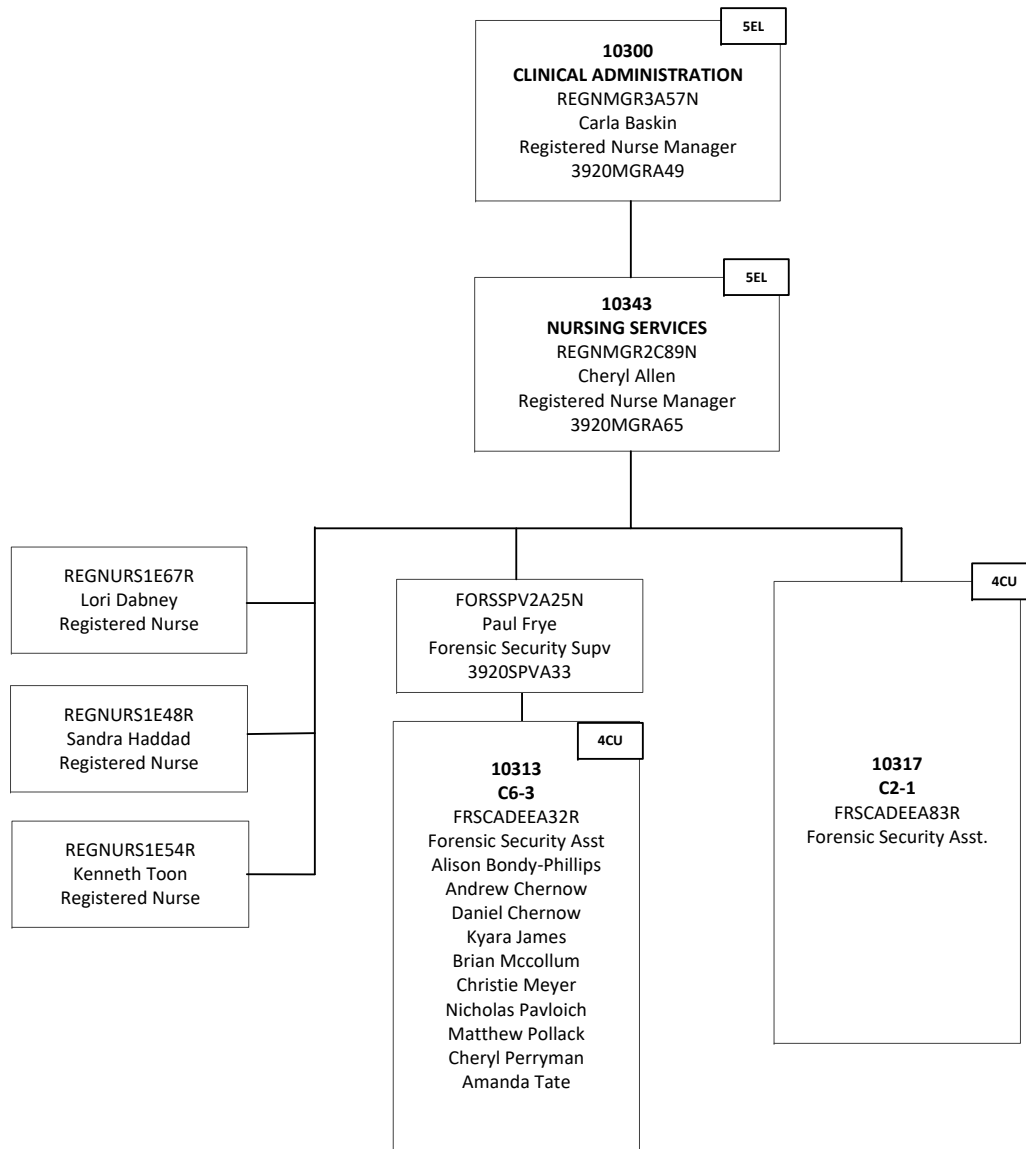 5EL
10300
CLINICAL ADMINISTRATION
REGNMGR3A57N
Carla Baskin
Registered Nurse Manager
3920MGRA49
5EL
10343
NURSING SERVICES
REGNMGR2C89N
Cheryl Allen
Registered Nurse Manager
3920MGRA65
REGNURS1E67R
Lori Dabney
Registered Nurse
REGNURS1E48R
Sandra Haddad
Registered Nurse
REGNURS1E54R
Kenneth Toon
Registered Nurse
FORSSPV2A25N
Paul Frye
Forensic Security Supv
3920SPVA33
4CU
10313
C6-3
FRSCADEEA32R
Forensic Security Asst
Alison Bondy-Phillips
Andrew Chernow
Daniel Chernow
Kyara James
Brian Mccollum
Christie Meyer
Nicholas Pavloich
Matthew Pollack
Cheryl Perryman
Amanda Tate
4CU
10317
C2-1
FRSCADEEA83R
Forensic Security Asst.